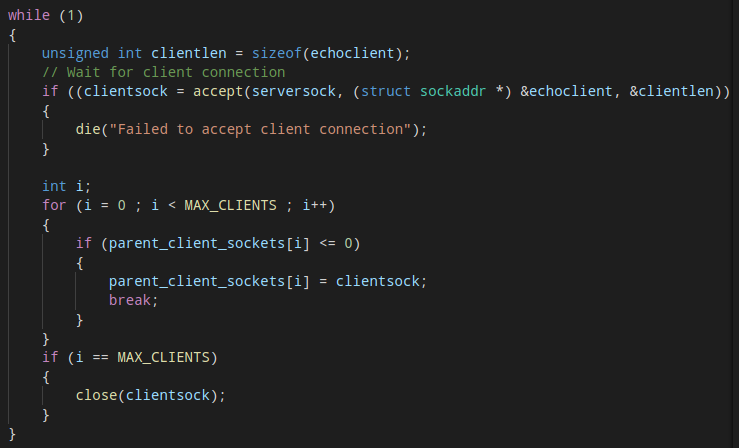 while (1)
{
    unsigned int clientlen = sizeof(echoclient);
    // Wait for client connection
    if ((clientsock = accept(serversock, (struct sockaddr *) &echoclient, &clientlen))
    {
        die("Failed to accept client connection");
    }

    int i;
    for (i = 0 ; i < MAX_CLIENTS ; i++)
    {
        if (parent_client_sockets[i] <= 0)
        {
            parent_client_sockets[i] = clientsock;
            break;
        }
    }
    if (i == MAX_CLIENTS)
    {
        close(clientsock);
    }
}